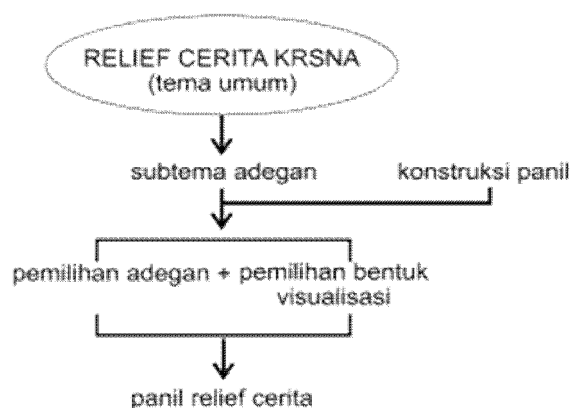 RELIEF CERITA KRSNA
(tema umum)
subtema adegan
konstruksi panil
pemilihan adegan + pemilihan bentuk
visualisasi
panil relief cerita